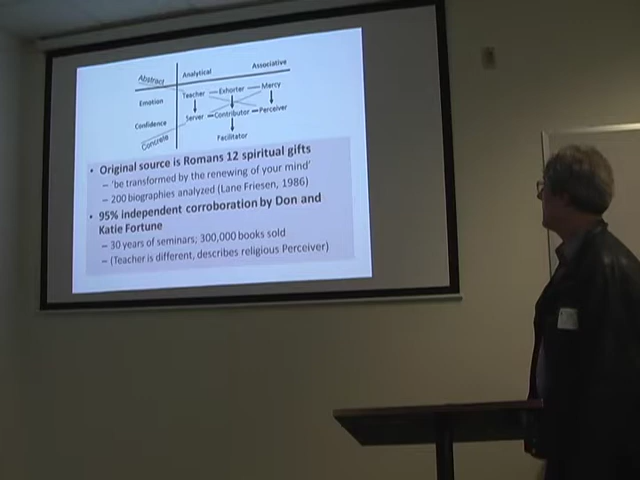 Abstract Analytical Associative
Emotion Teacher Exhorter Mercy
Confidence Server Contributor Perceiver
Concrete Facilitator
• Original source is Romans 12 spiritual gifts
– 'be transformed by the renewing of your mind'
– 200 biographies analyzed (Lane Friesen, 1986)
• 95% independent corroboration by Don and
Katie Fortune
– 30 years of seminars; 300,000 books sold
– (Teacher is different, describes religious Perceiver)